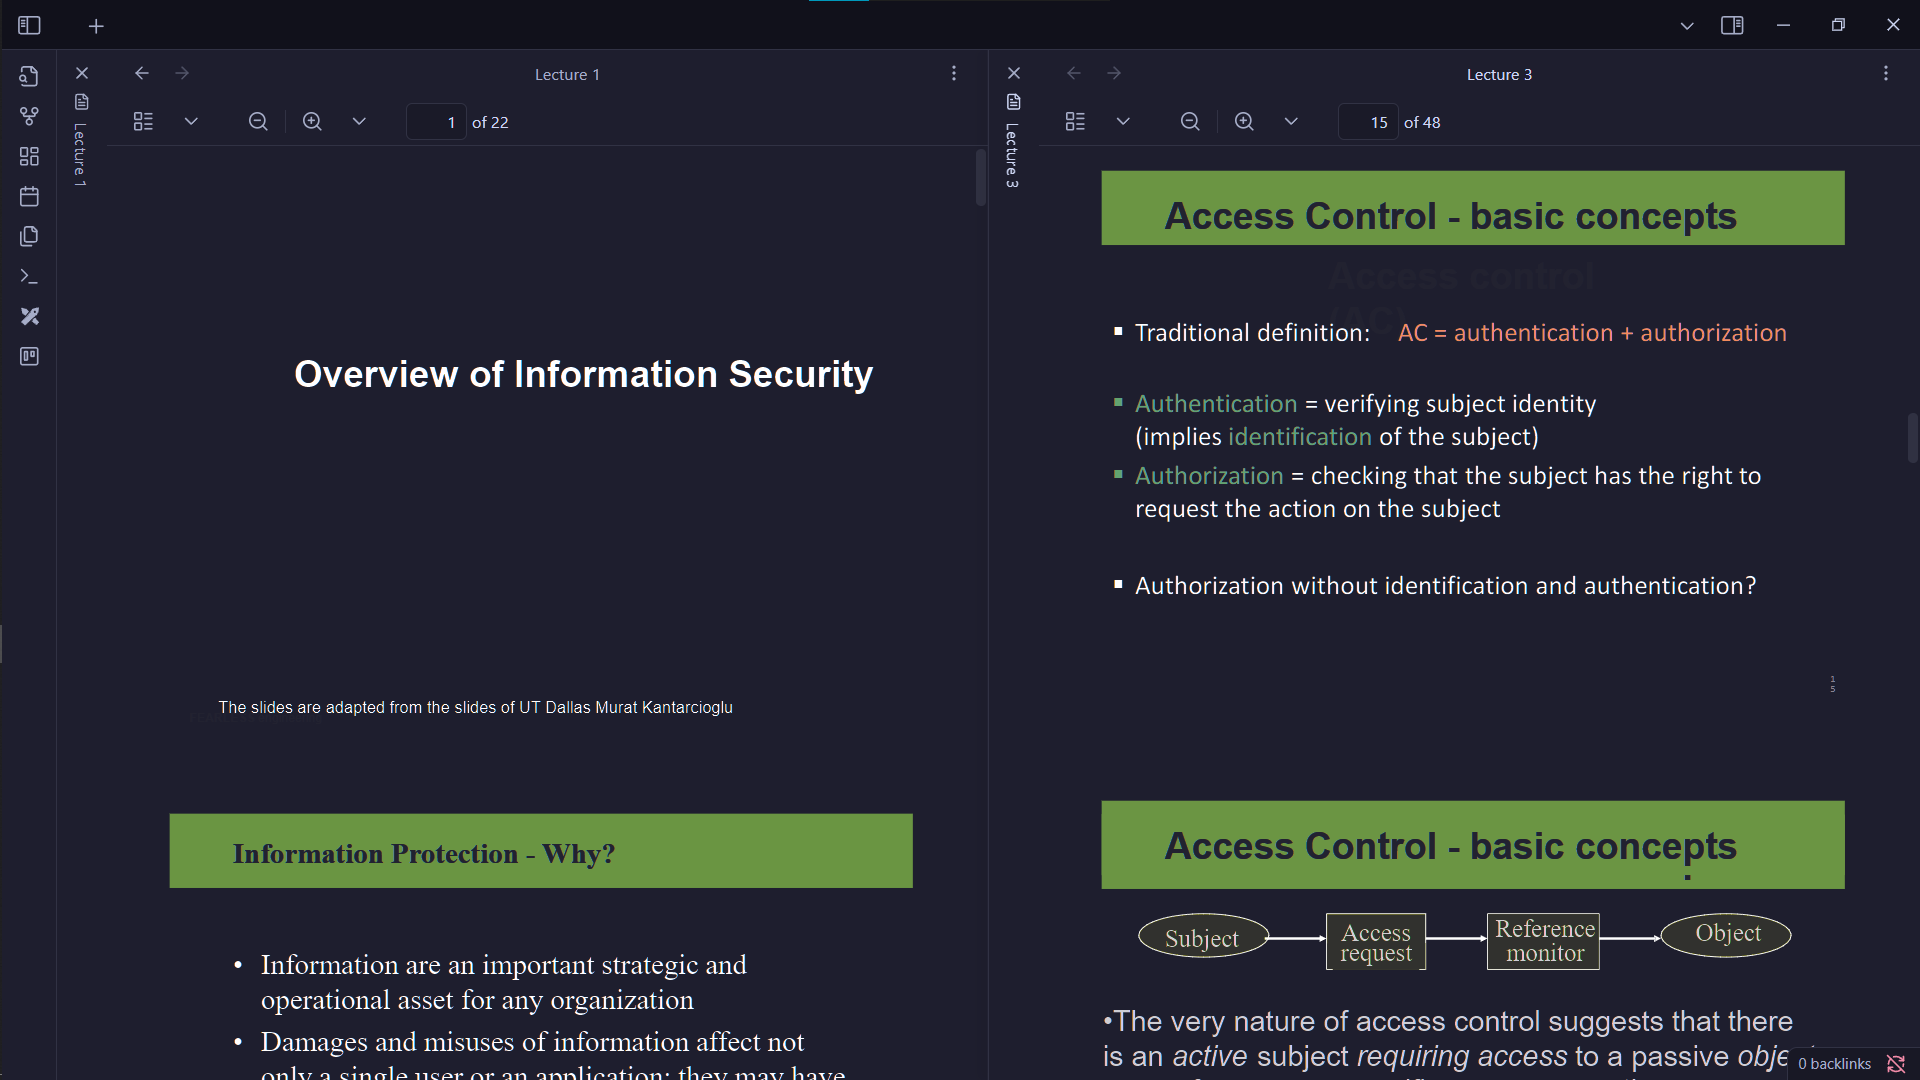 Lecture 1
Lecture 1
1 of 22
Overview of Information Security
The slides are adapted from the slides of UT Dallas Murat Kantarcioglu
Information Protection - Why?
• Information are an important strategic and
operational asset for any organization
• Damages and misuses of information affect not
only a single user or an application; they may have
Lecture 3
Lecture 3
15 of 48
Access Control - basic concepts
Access control
(AC)
▪ Traditional definition: AC = authentication + authorization
▪ Authentication = verifying subject identity
(implies identification of the subject)
▪ Authorization = checking that the subject has the right to
request the action on the subject
▪ Authorization without identification and authentication?
1
5
Access Control - basic concepts
Subject
Access
request
Reference
monitor
Object
•The very nature of access control suggests that there
is an active subject requiring access to a passive obje
0 backlinks